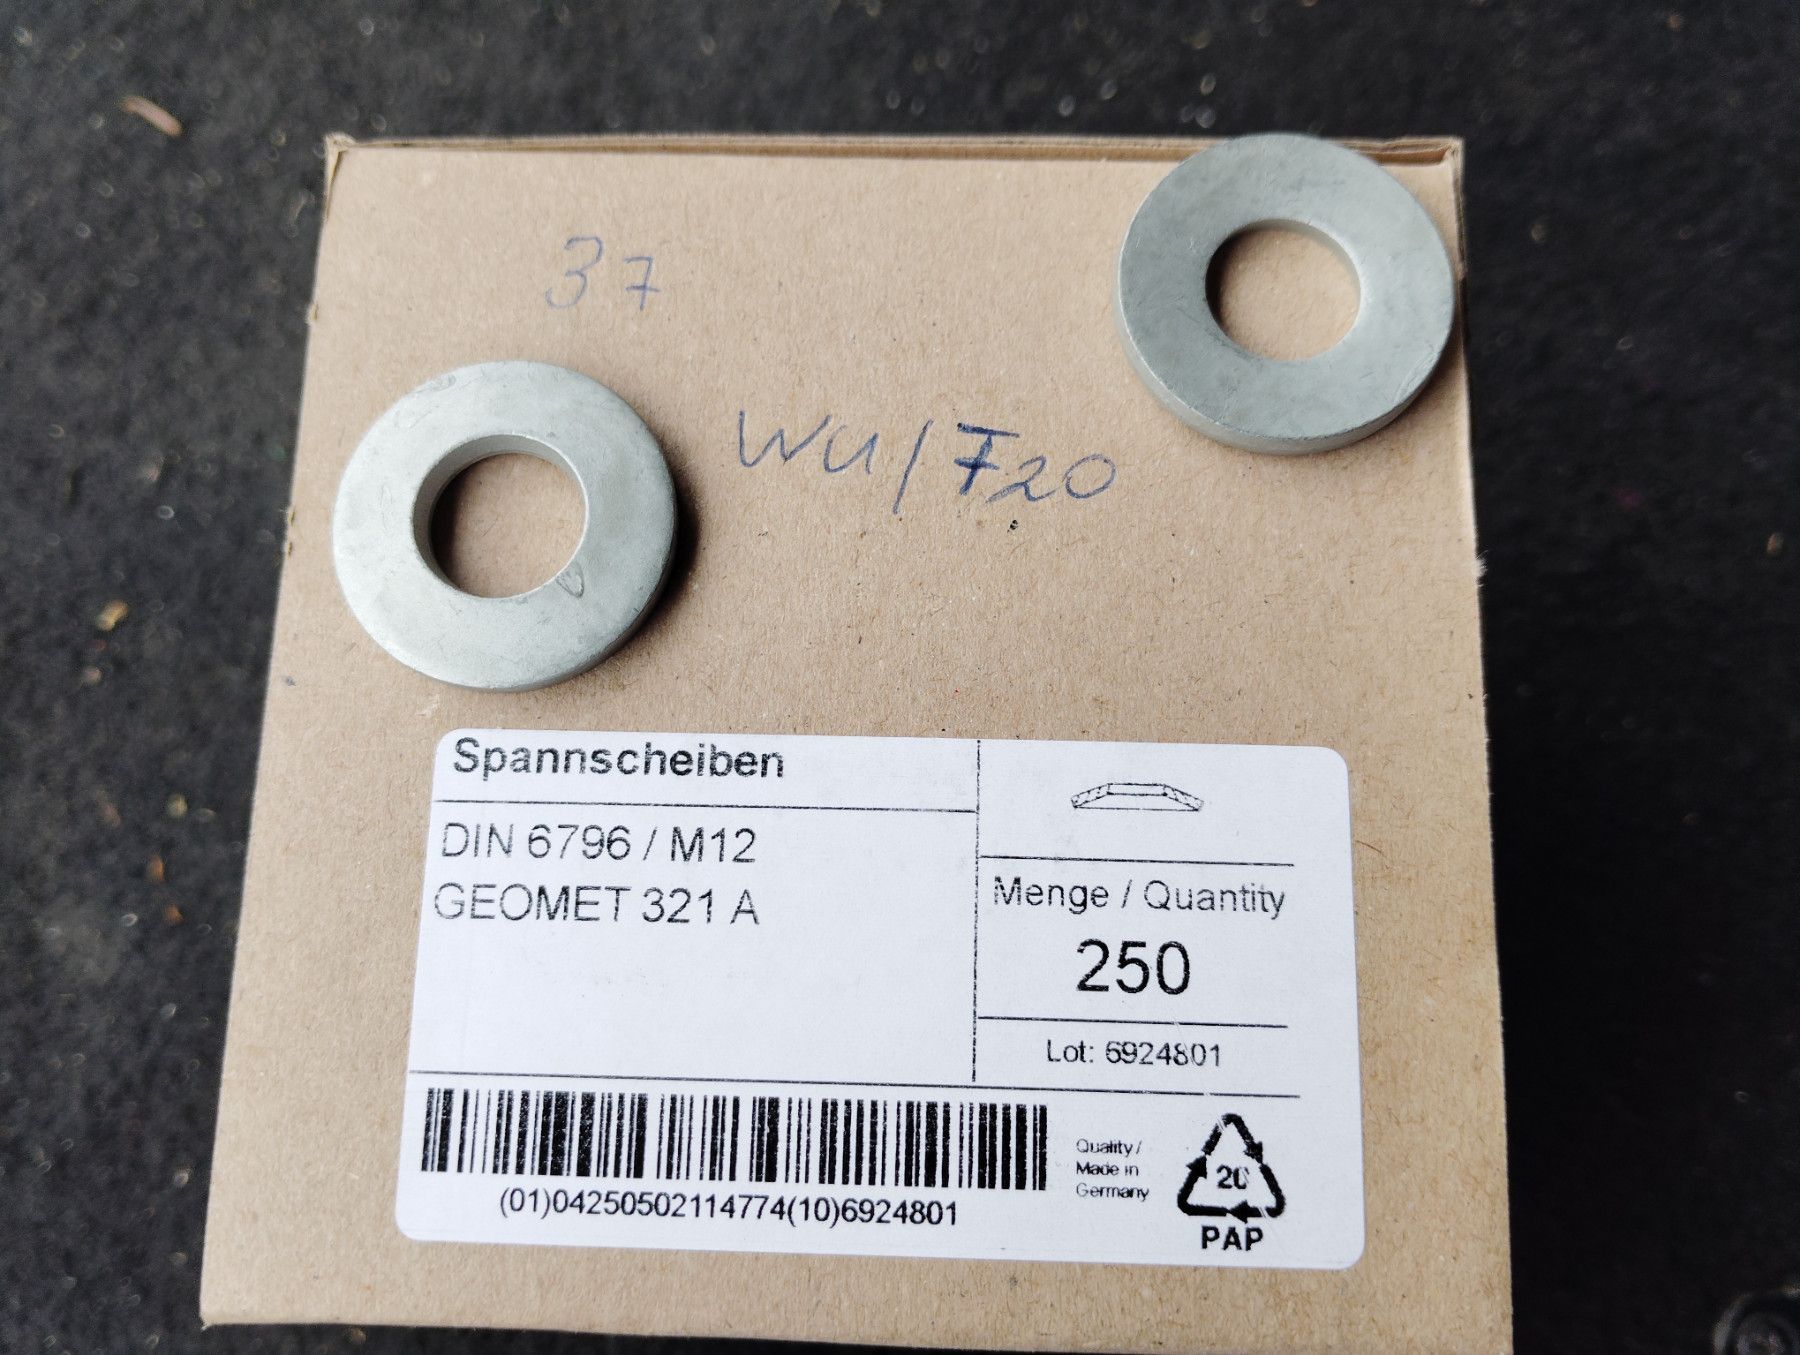 37
WU/F20
Spannscheiben
DIN 6796 / M12
GEOMET 321 A
Menge / Quantity
250
Lot: 6924801
(01)04250502114774(10)6924801
Quality /
Made in
Germany
20
PAP